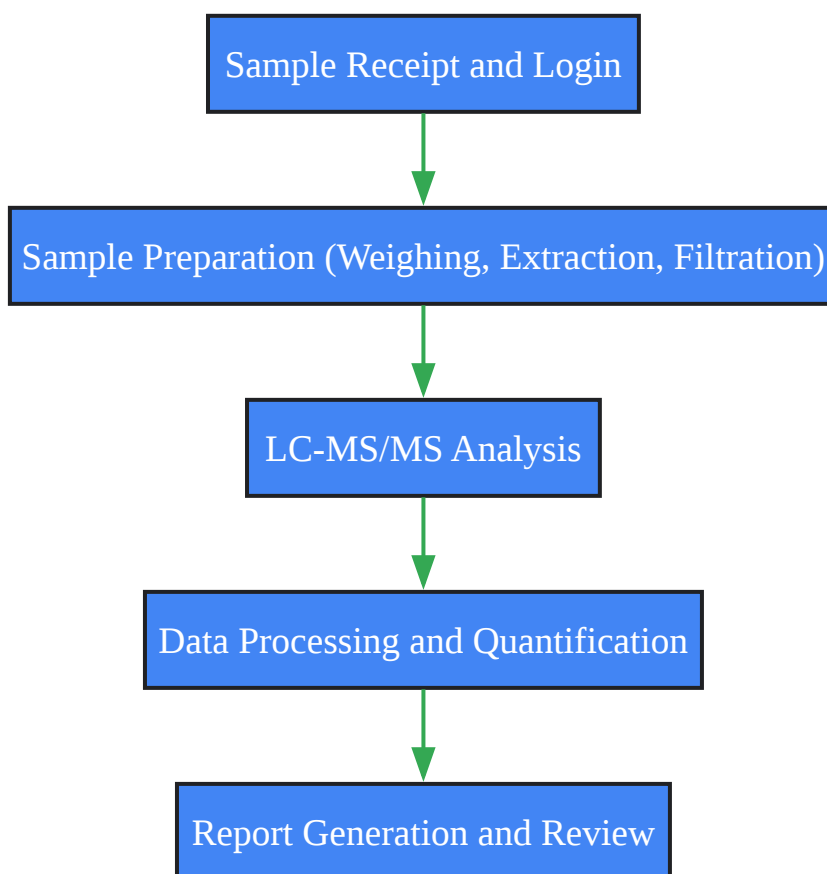 Sample Receipt and Login
Sample Preparation (Weighing, Extraction, Filtration)
LC-MS/MS Analysis
Data Processing and Quantification
Report Generation and Review